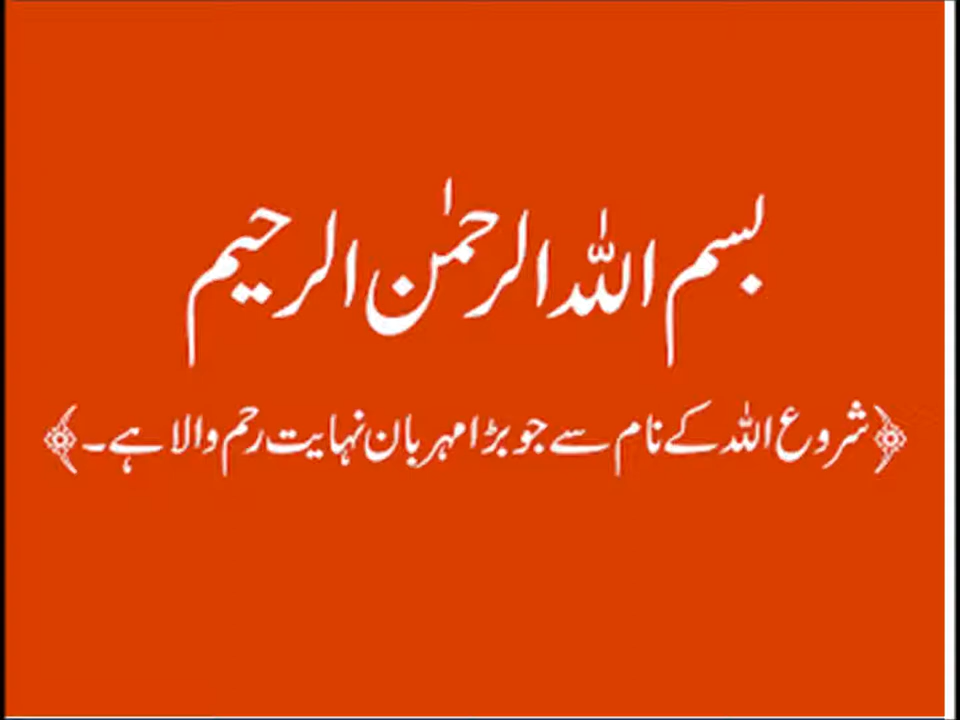 بسم اللہ الرحمٰن الرحیم
﴿شروع اللہ کے نام سے جو بڑا مہربان نہایت رحم والا ہے۔﴾